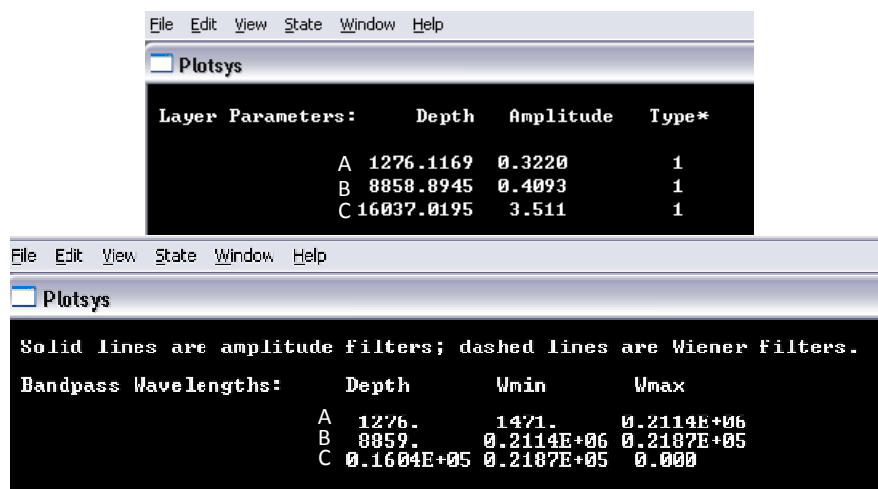 File Edit View State Window Help
Plotsys
Layer Parameters: Depth Amplitude Type*
A 1276.1169 0.3220 1
B 8858.8945 0.4093 1
C 16037.0195 3.511 1
File Edit View State Window Help
Plotsys
Solid lines are amplitude filters; dashed lines are Wiener filters.
Bandpass Wavelengths: Depth Wmin Wmax
A 1276. 1471. 0.2114E+06
B 8859. 0.2114E+06 0.2187E+05
C 0.1604E+05 0.2187E+05 0.000